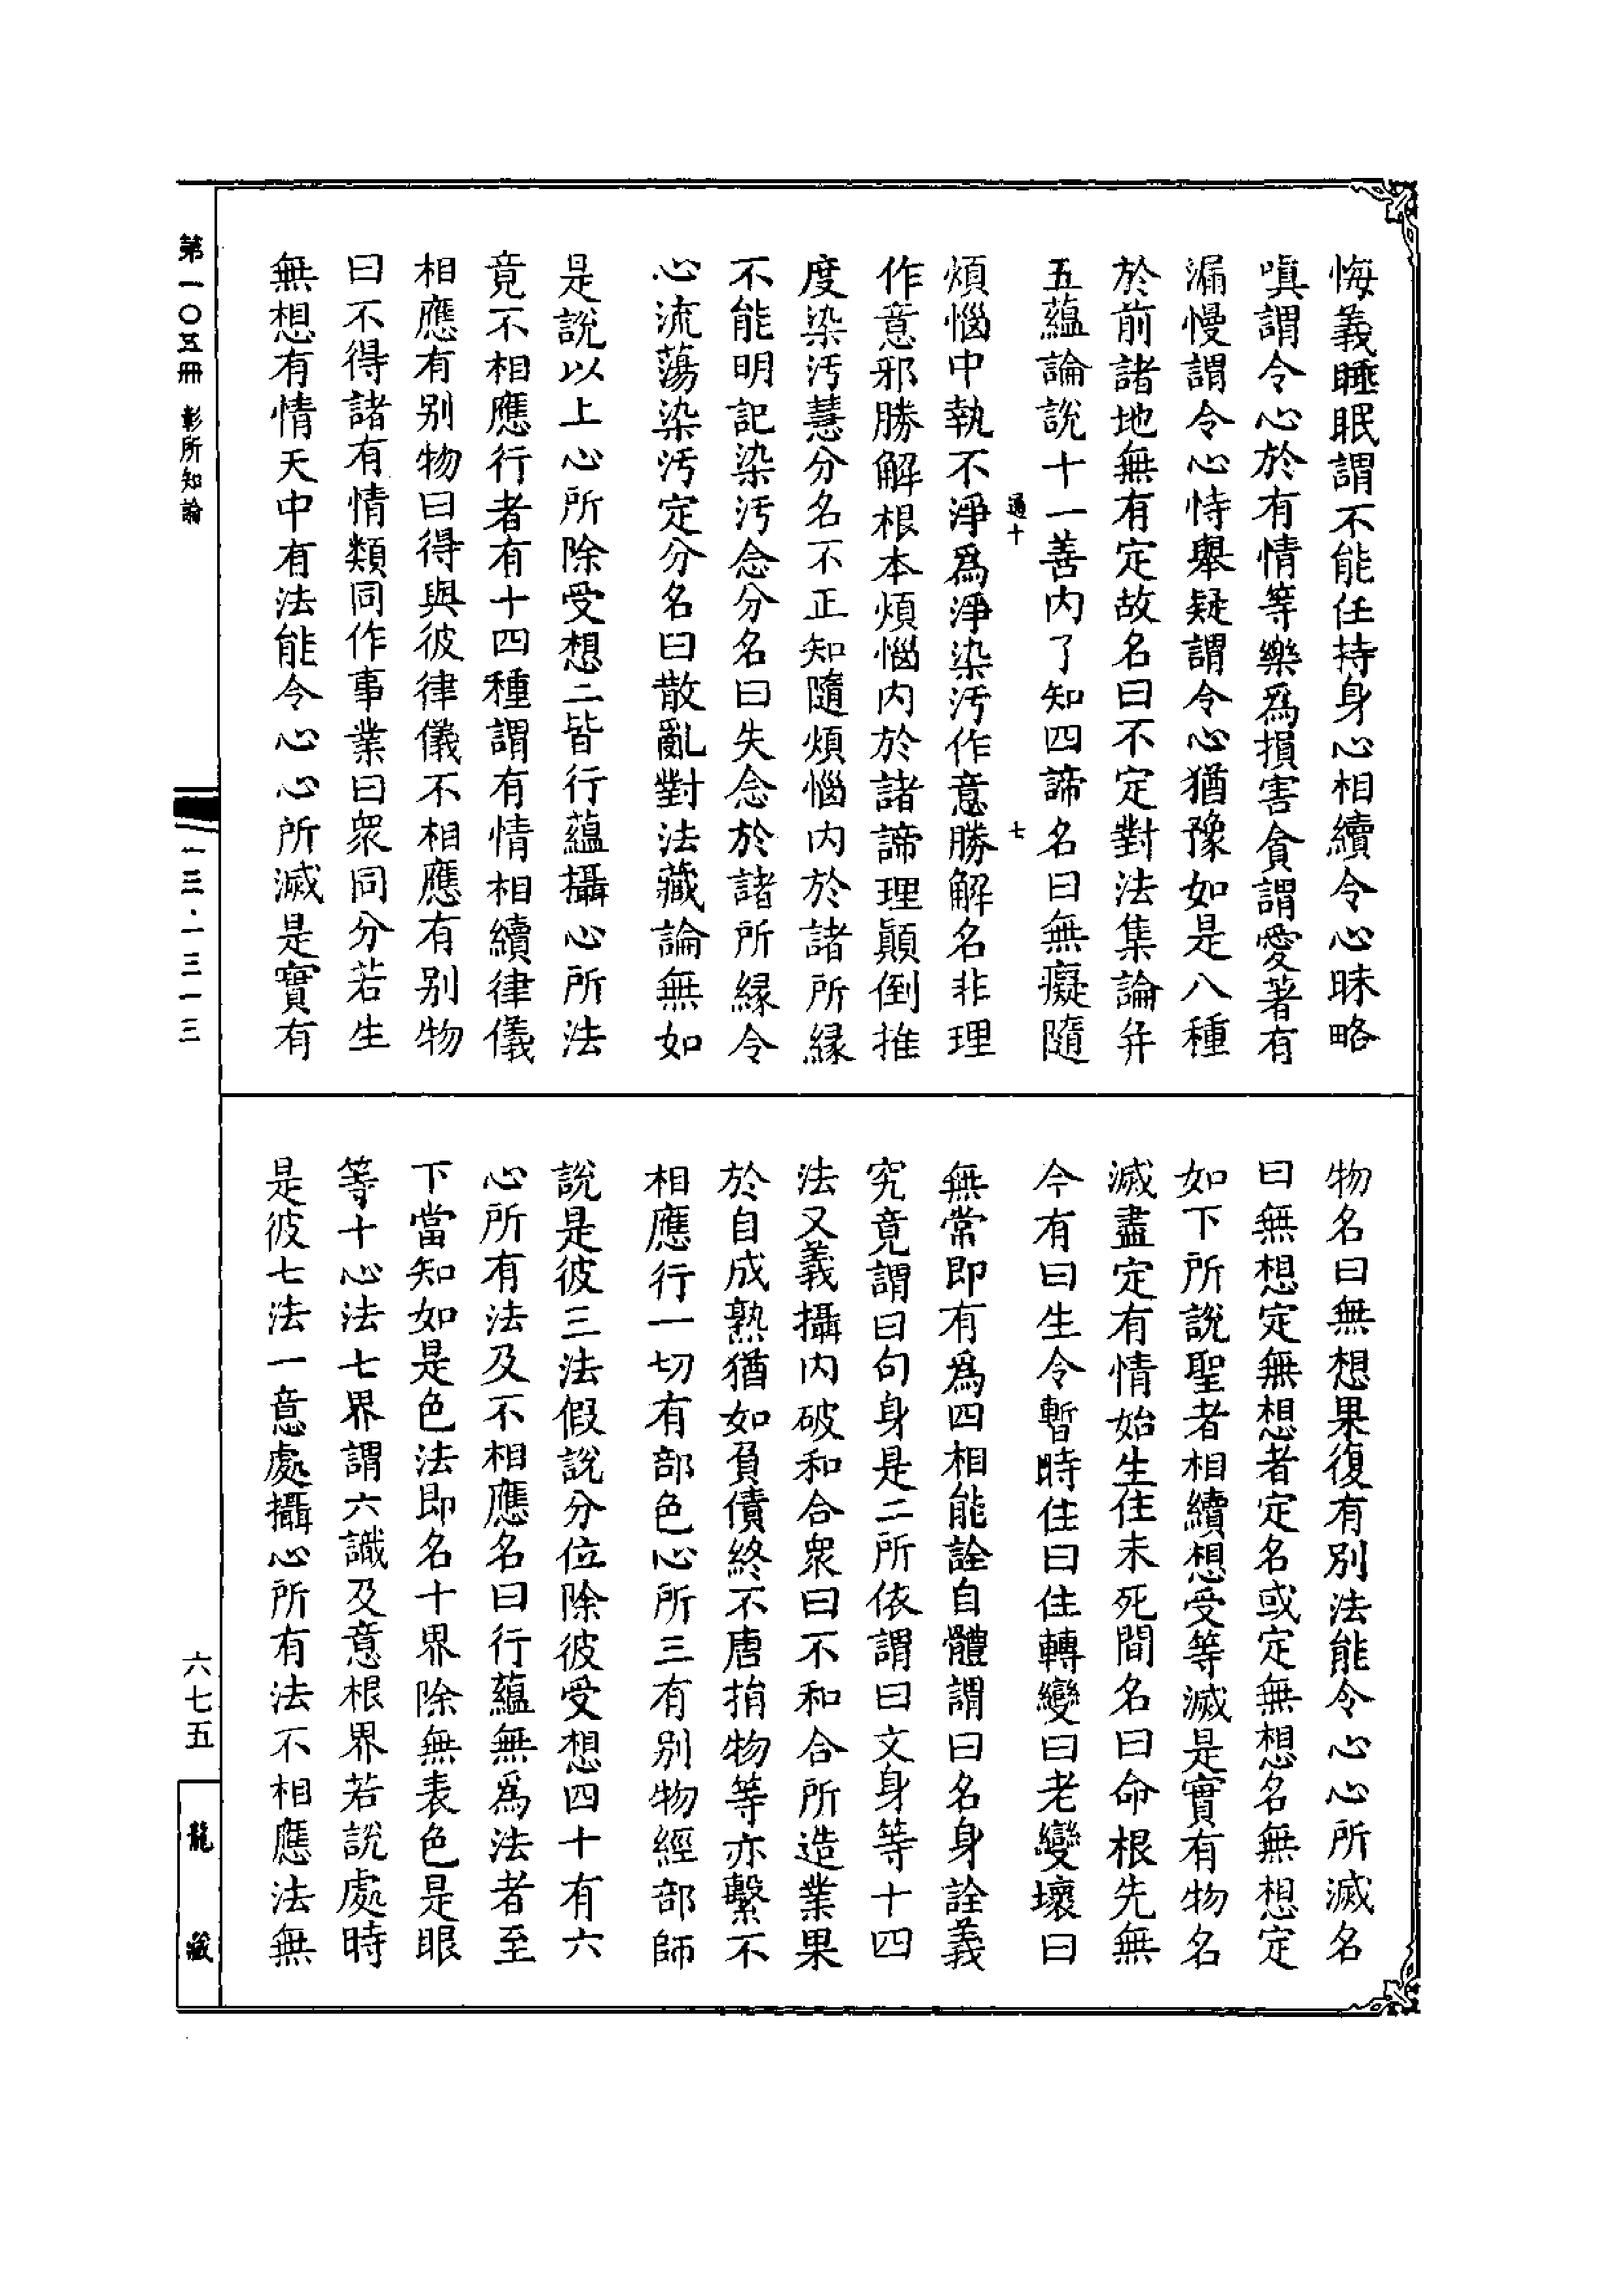 悔義睡眠謂不能任持身心相續令心昧略
嗔謂令心於有情等樂爲損害貪謂愛著有
漏慢謂令心恃舉疑謂令心猶豫如是八種
於前諸地無有定故名曰不定對法集論弁
五蘊論說十一善內了知四諦名曰無癡隨
通十 七
煩惱中執不淨爲淨染污作意勝解名非理
作意邪勝解根本煩惱內於諸諦理顛倒推
度染污慧分名不正知隨煩惱內於諸所緣
不能明記染污念分名曰失念於諸所緣令
心流蕩染污定分名曰散亂對法藏論無如
是說以上心所除受想二皆行蘊攝心所法
竟不相應行者有十四種謂有情相續律儀
相應有别物曰得與彼律儀不相應有别物
曰不得諸有情類同作事業曰衆同分若生
無想有情天中有法能令心心所滅是實有
物名曰無想果復有別法能令心心所滅名
曰無想定無想者定名或定無想名無想定
如下所說聖者相續想受等滅是實有物名
滅盡定有情始生住未死間名曰命根先無
今有曰生令暫時住曰住轉變曰老變壞曰
無常即有爲四相能詮自體謂曰名身詮義
究竟謂曰句身是二所依謂曰文身等十四
法又義攝內破和合衆曰不和合所造業果
於自成熟猶如負債終不唐捐物等亦繫不
相應行一切有部色心所三有別物經部師
說是彼三法假說分位除彼受想四十有六
心所有法及不相應名曰行蘊無爲法者至
下當知如是色法即名十界除無表色是眼
等十心法七界謂六識及意根界若說處時
是彼七法一意處攝心所有法不相應法無
第一〇五冊 彰所知論
一三·一三一三
六七五
龍藏